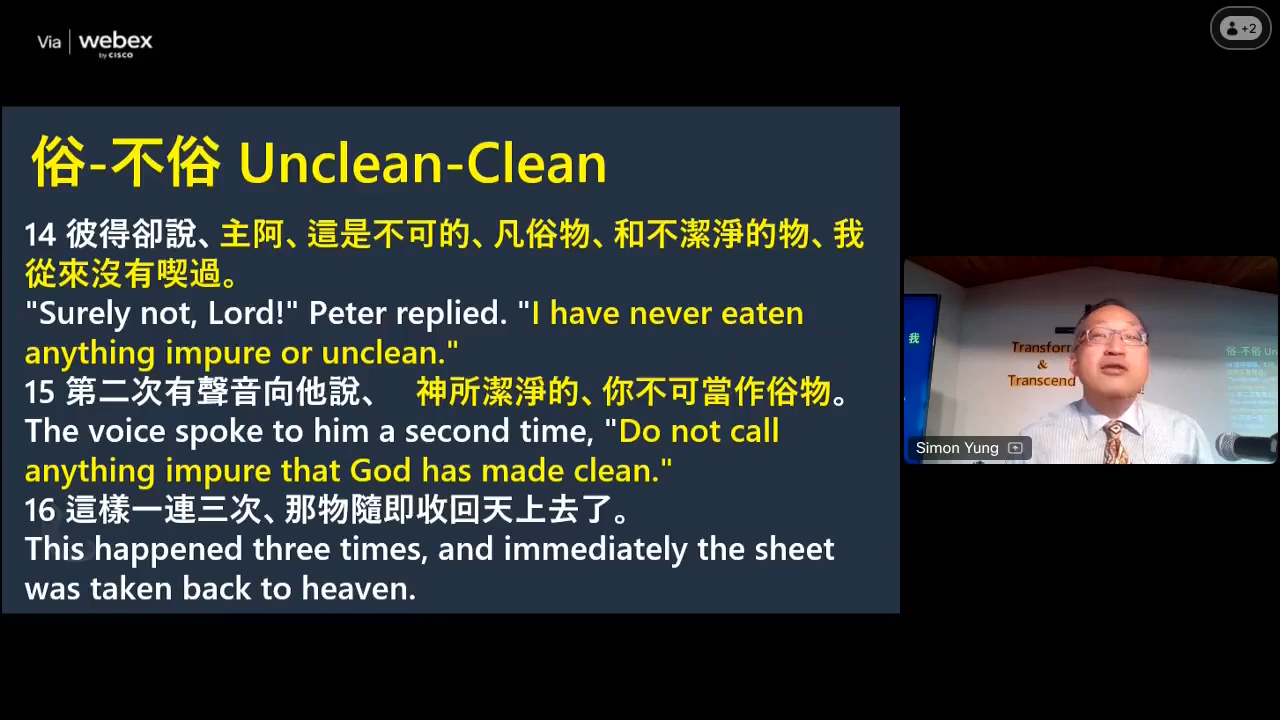 Via | webex
by CISCO
+2
俗-不俗 Unclean-Clean
14 彼得卻說、主阿、這是不可的、凡俗物、和不潔淨的物、我
從來沒有喫過。
"Surely not, Lord!" Peter replied. "I have never eaten
anything impure or unclean."
15 第二次有聲音向他說、 神所潔淨的、你不可當作俗物。
The voice spoke to him a second time, "Do not call
anything impure that God has made clean."
16 這樣一連三次、那物隨即收回天上去了。
This happened three times, and immediately the sheet
was taken back to heaven.
我
Transform
&
Transcend
俗-不俗 Un
Simon Yung